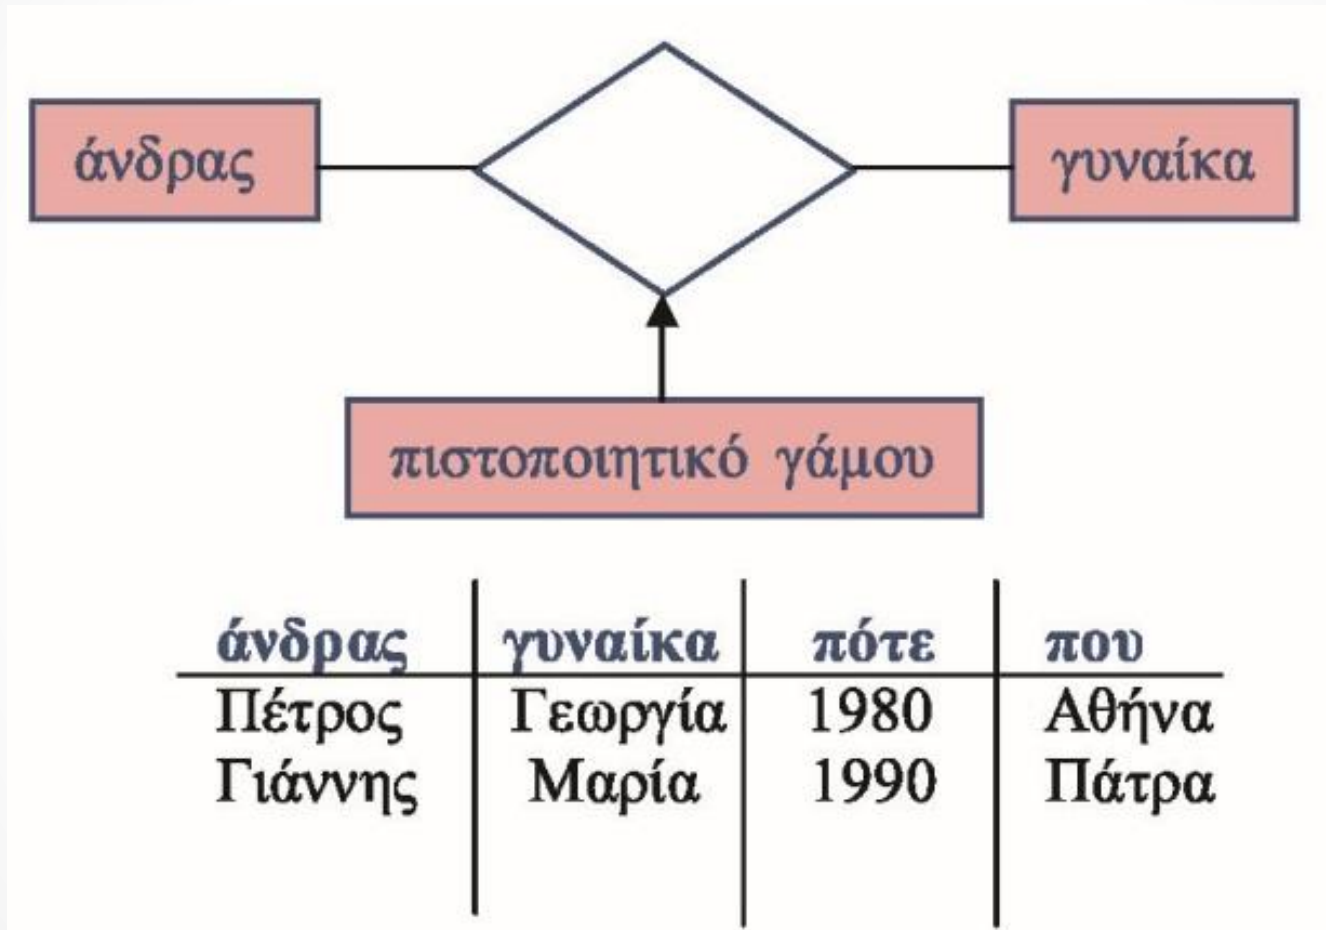 άνδρας γυναίκα
πιστοποιητικό γάμου
άνδρας γυναίκα πότε που
Πέτρος Γεωργία 1980 Αθήνα
Γιάννης Μαρία 1990 Πάτρα